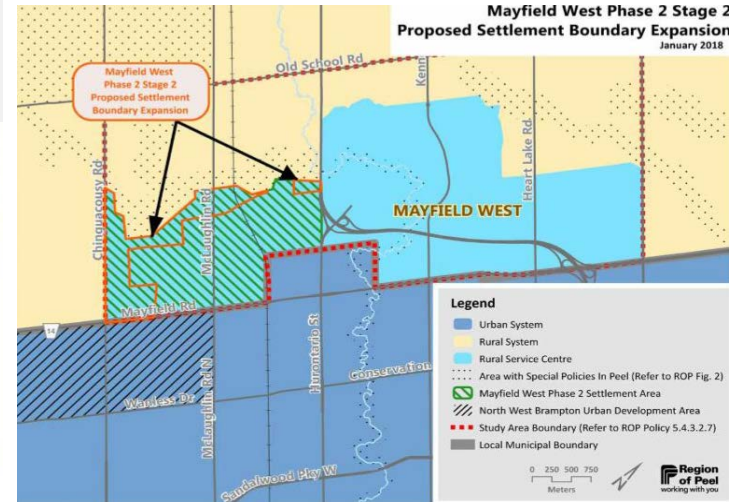 Mayfield West Phase 2 Stage 2
Proposed Settlement Boundary Expansion
January 2018
Mayfield West
Phase 2 Stage 2
Proposed Settlement
Boundary Expansion
Old School Rd
Kenn
Heart Lake Rd
Chinguacousy Rd
McLaughlin Rd
MAYFIELD WEST
Mayfield Rd
14
Hurontario St
McLaughlin Rd N
Conservation
Wanless Dr
Sandalwood Pky W
Legend
Urban System
Rural System
Rural Service Centre
Area with Special Policies In Peel (Refer to ROP Fig. 2)
Mayfield West Phase 2 Settlement Area
North West Brampton Urban Development Area
Study Area Boundary (Refer to ROP Policy 5.4.3.2.7)
Local Municipal Boundary
0 250 500 750
Meters
Region
of Peel
working with you